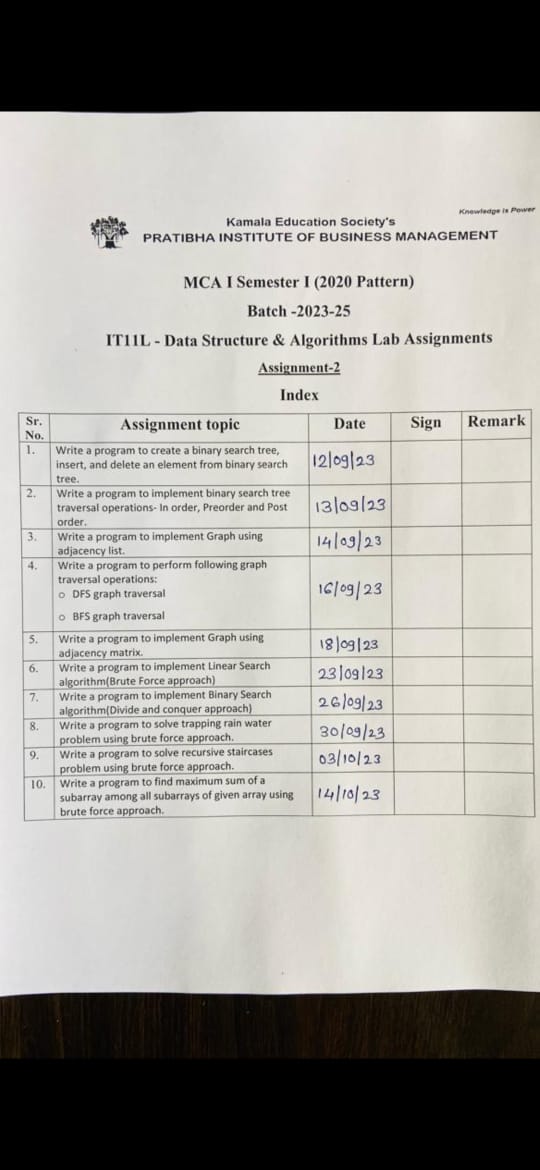 Knowledge is Power
Kamala Education Society's
PRATIBHA INSTITUTE OF BUSINESS MANAGEMENT
MCA I Semester I (2020 Pattern)
Batch -2023-25
IT11L - Data Structure & Algorithms Lab Assignments
Assignment-2
Index
Sr. No. Assignment topic Date Sign Remark
1. Write a program to create a binary search tree, 12/09/23
insert, and delete an element from binary search
tree.
2. Write a program to implement binary search tree 13/09/23
traversal operations- In order, Preorder and Post
order.
3. Write a program to implement Graph using 14/09/23
adjacency list.
4. Write a program to perform following graph 16/09/23
traversal operations:
o DFS graph traversal
o BFS graph traversal
5. Write a program to implement Graph using 18/09/23
adjacency matrix.
6. Write a program to implement Linear Search 23/09/23
algorithm(Brute Force approach)
7. Write a program to implement Binary Search 26/09/23
algorithm(Divide and conquer approach)
8. Write a program to solve trapping rain water 30/09/23
problem using brute force approach.
9. Write a program to solve recursive staircases 03/10/23
problem using brute force approach.
10. Write a program to find maximum sum of a 14/10/23
subarray among all subarrays of given array using
brute force approach.